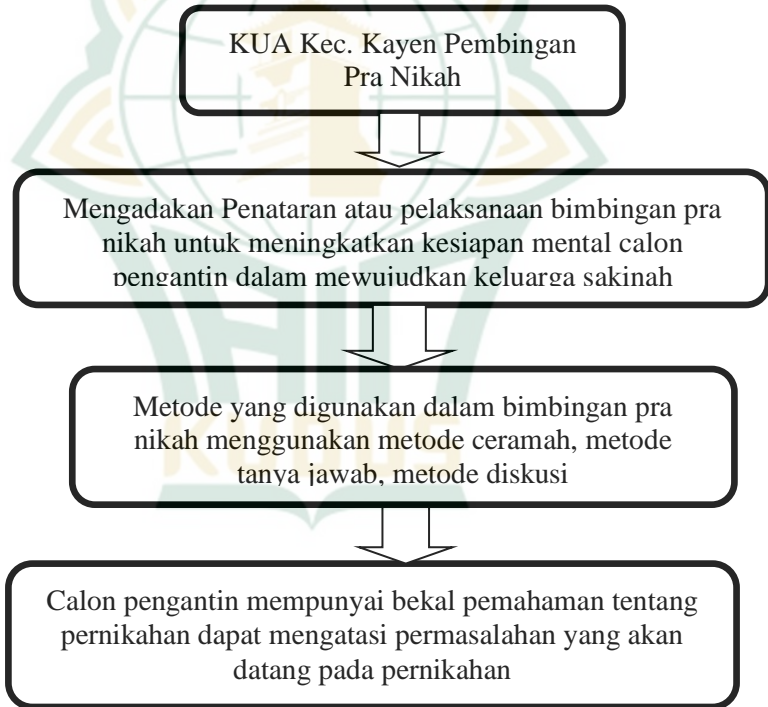 KUA Kec. Kayen Pembingan
Pra Nikah
Mengadakan Penataran atau pelaksanaan bimbingan pra
nikah untuk meningkatkan kesiapan mental calon
pengantin dalam mewujudkan keluarga sakinah
Metode yang digunakan dalam bimbingan pra
nikah menggunakan metode ceramah, metode
tanya jawab, metode diskusi
KUDUS
Calon pengantin mempunyai bekal pemahaman tentang
pernikahan dapat mengatasi permasalahan yang akan
datang pada pernikahan